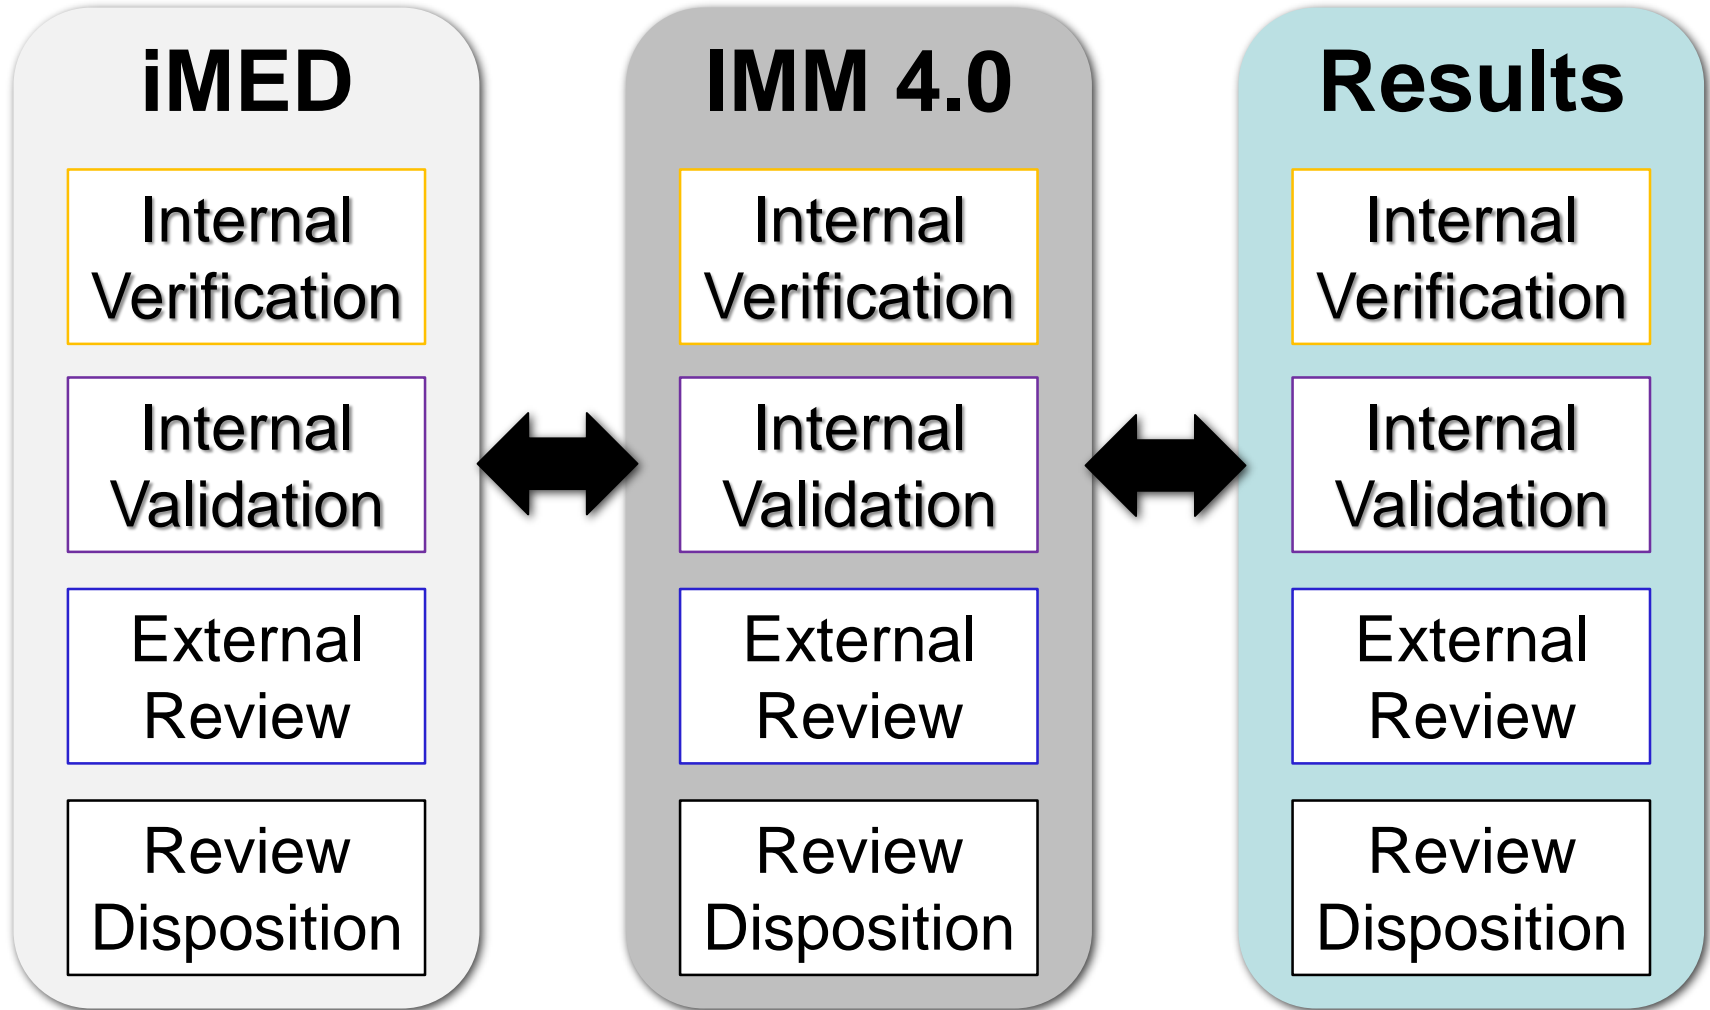 iMED
Internal
Verification
Internal
Validation
External
Review
Review
Disposition
IMM 4.0
Internal
Verification
Internal
Validation
External
Review
Review
Disposition
Results
Internal
Verification
Internal
Validation
External
Review
Review
Disposition